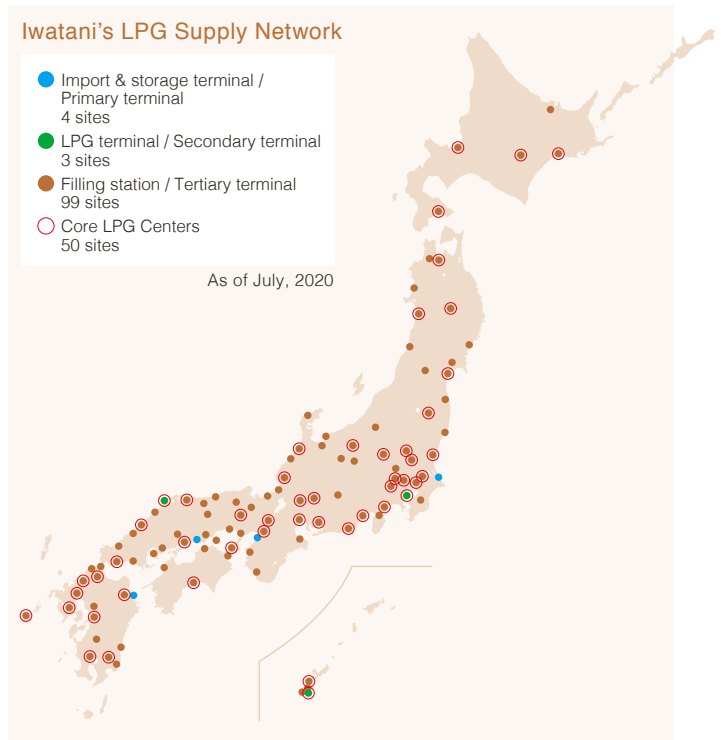 Iwatani's LPG Supply Network
Import & storage terminal /
Primary terminal
4 sites
LPG terminal / Secondary terminal
3 sites
Filling station / Tertiary terminal
99 sites
Core LPG Centers
50 sites
As of July, 2020